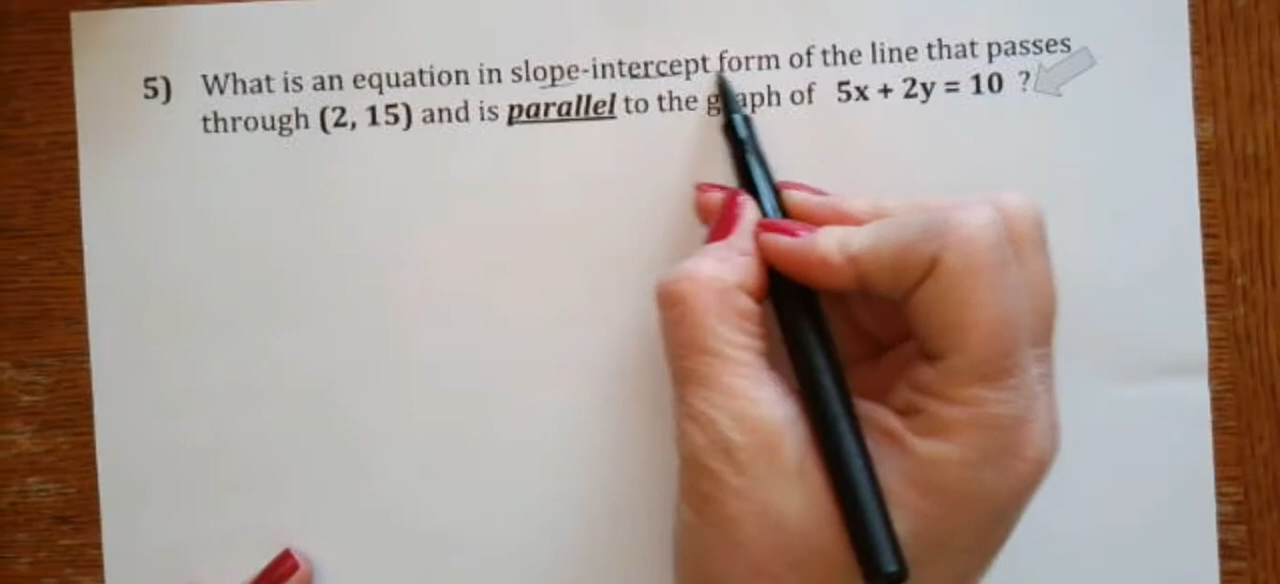 5) What is an equation in slope-intercept form of the line that passes
through (2, 15) and is parallel to the graph of 5x + 2y = 10 ?